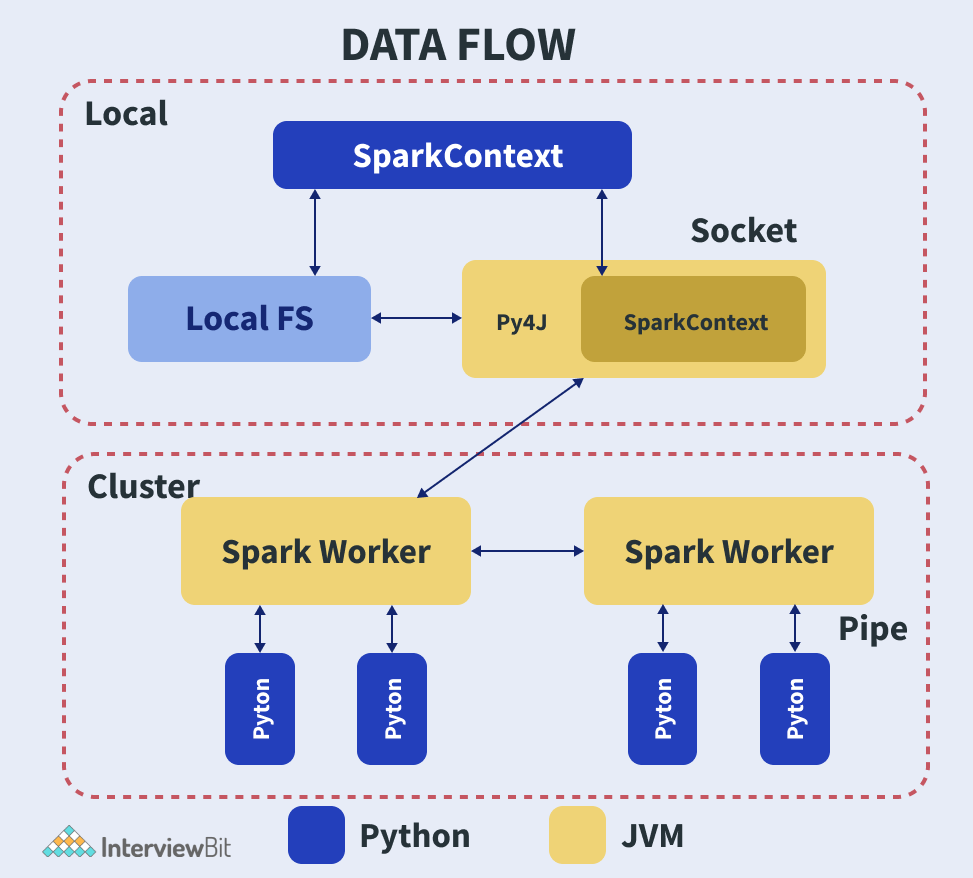 DATA FLOW
Local
SparkContext
Socket
Local FS
Py4J
SparkContext
Cluster
Spark Worker
Spark Worker
Pipe
Pyton
Pyton
Pyton
Pyton
InterviewBit
Python
JVM